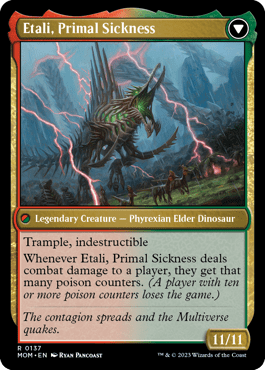 Etali, Primal Sickness
Legendary Creature — Phyrexian Elder Dinosaur
Trample, indestructible
Whenever Etali, Primal Sickness deals
combat damage to a player, they get that
many poison counters. (A player with ten
or more poison counters loses the game.)
The contagion spreads and the Multiverse
quakes.
11/11
R 0137
MOM • EN Ryan Pancoast
™ & © 2023 Wizards of the Coast